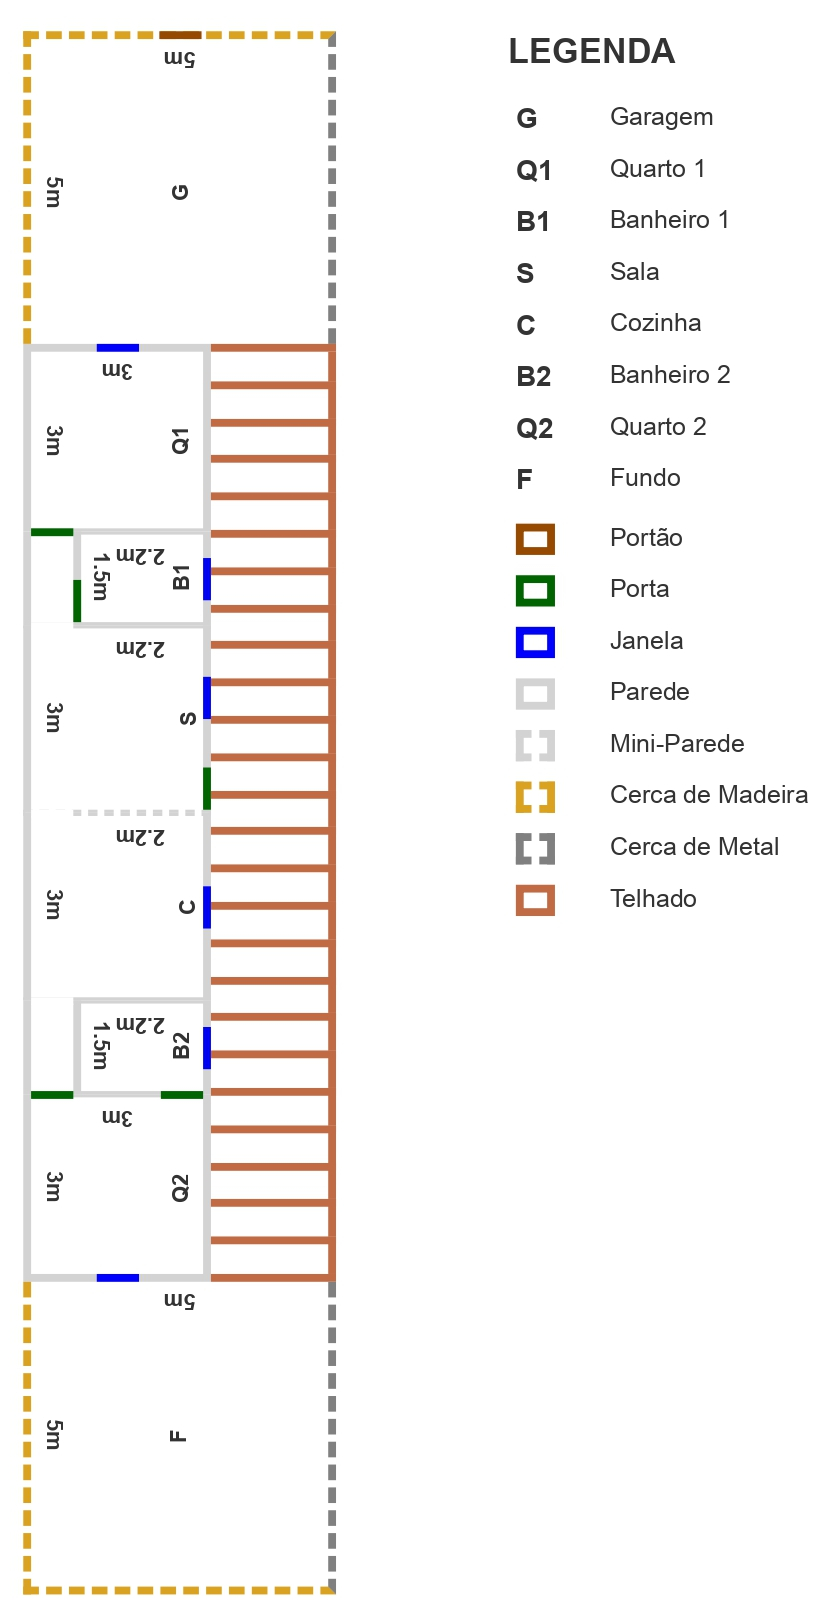 5m
5m
G
3m
3m
Q1
2.2m
1.5m
B1
2.2m
3m
S
2.2m
3m
C
2.2m
1.5m
B2
3m
3m
Q2
5m
5m
F
LEGENDA
G Garagem
Q1 Quarto 1
B1 Banheiro 1
S Sala
C Cozinha
B2 Banheiro 2
Q2 Quarto 2
F Fundo
Portão
Porta
Janela
Parede
Mini-Parede
Cerca de Madeira
Cerca de Metal
Telhado